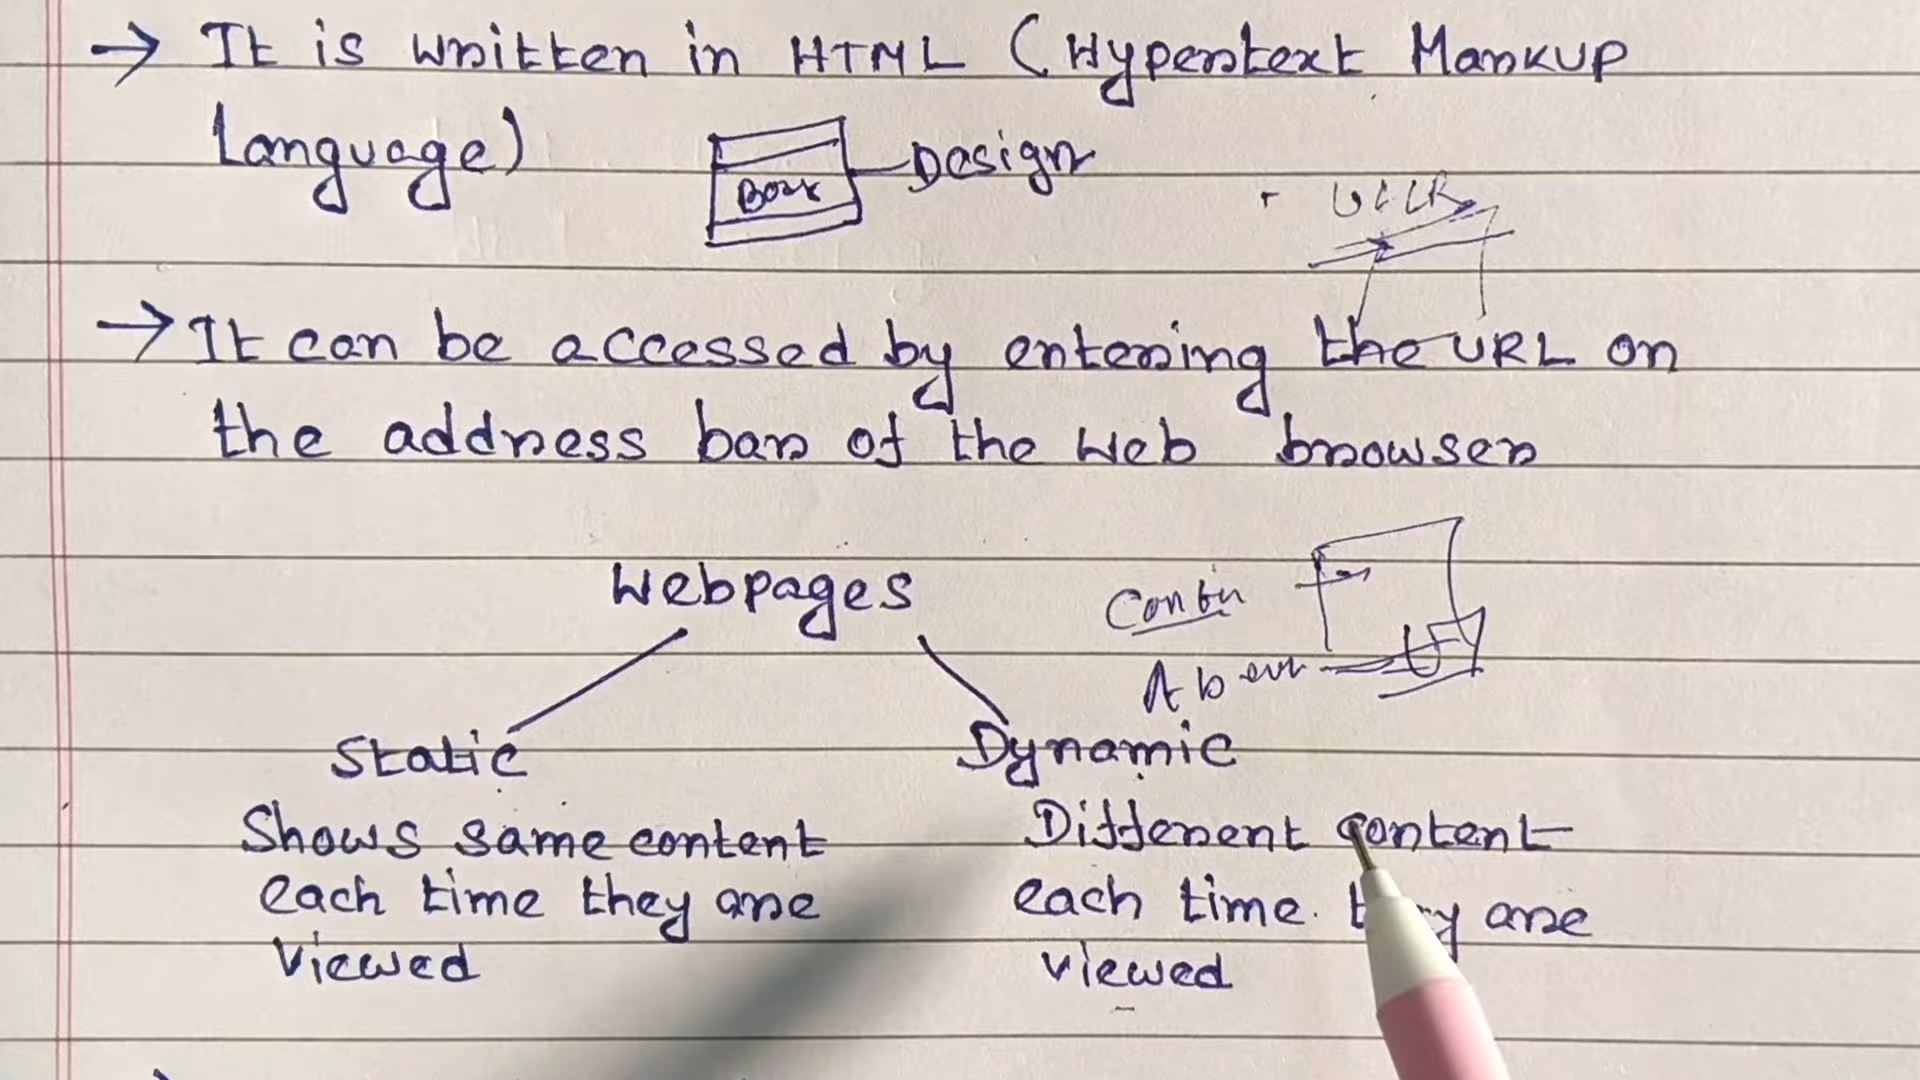 → It is written in HTML (Hypertext Markup
Language)
Design
→ It can be accessed by entering the URL on
the address bar of the web browser
Webpages
Static
Dynamic
Shows same content
each time they are
viewed
Different content
each time they are
viewed